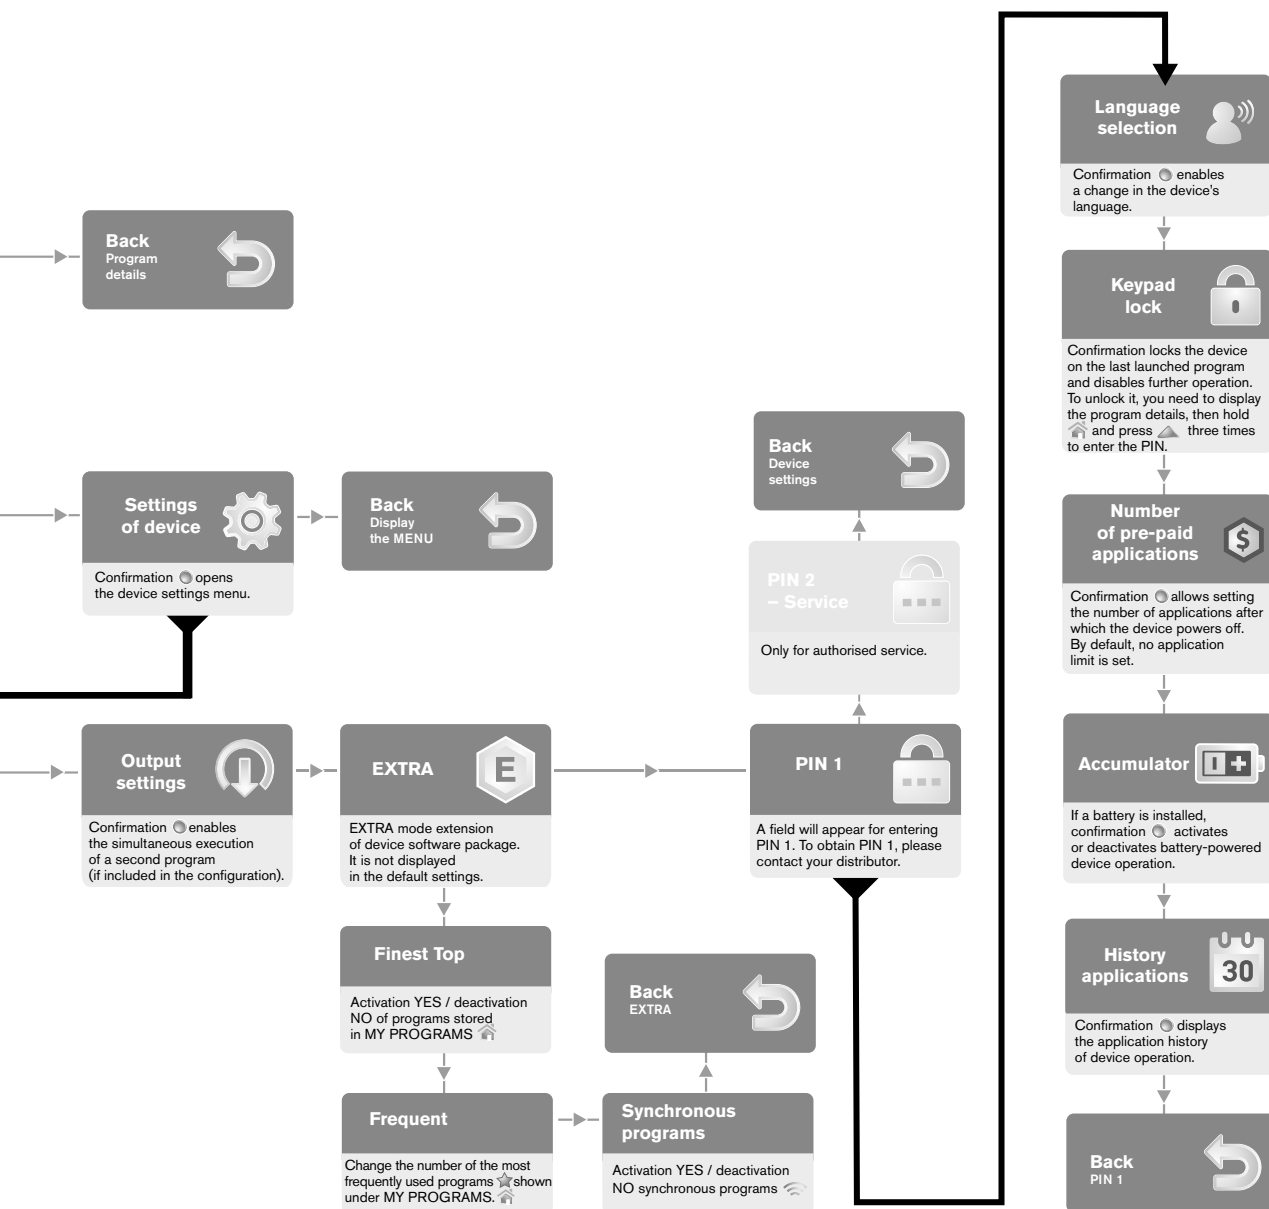 Back
Program
details
Settings
of device
Confirmation opens
the device settings menu.
Back
Display
the MENU
Output
settings
Confirmation enables
the simultaneous execution
of a second program
(if included in the configuration).
EXTRA
E
EXTRA mode extension
of device software package.
It is not displayed
in the default settings.
Finest Top
Activation YES / deactivation
NO of programs stored
in MY PROGRAMS
Frequent
Change the number of the most
frequently used programs shown
under MY PROGRAMS.
Back
EXTRA
Synchronous
programs
Activation YES / deactivation
NO synchronous programs
Back
Device
settings
PIN 2
– Service
Only for authorised service.
PIN 1
A field will appear for entering
PIN 1. To obtain PIN 1, please
contact your distributor.
Language
selection
Confirmation enables
a change in the device's
language.
Keypad
lock
Confirmation locks the device
on the last launched program
and disables further operation.
To unlock it, you need to display
the program details, then hold
and press three times
to enter the PIN.
Number
of pre-paid
applications
$
Confirmation allows setting
the number of applications after
which the device powers off.
By default, no application
limit is set.
Accumulator
If a battery is installed,
confirmation activates
or deactivates battery-powered
device operation.
History
applications
30
Confirmation displays
the application history
of device operation.
Back
PIN 1